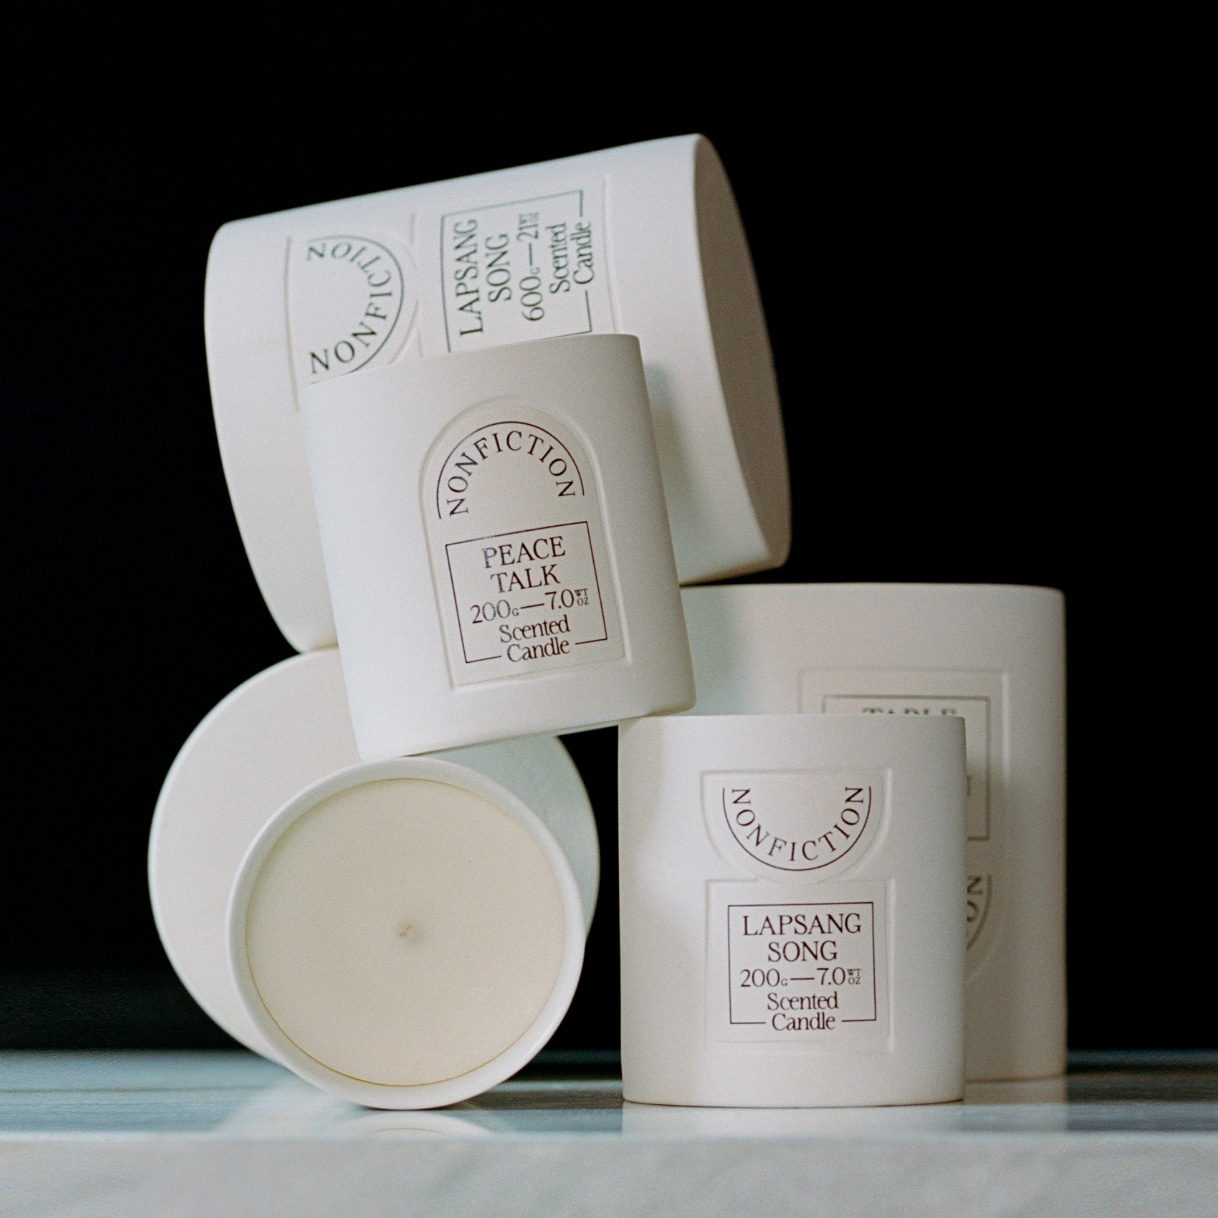 NONFICTION
LAPSANG
SONG
600G—21WT OZ
Scented
Candle
NONFICTION
PEACE
TALK
200G—7.0WT OZ
Scented
Candle
NONFICTION
LAPSANG
SONG
200G—7.0WT OZ
Scented
Candle
TABLE